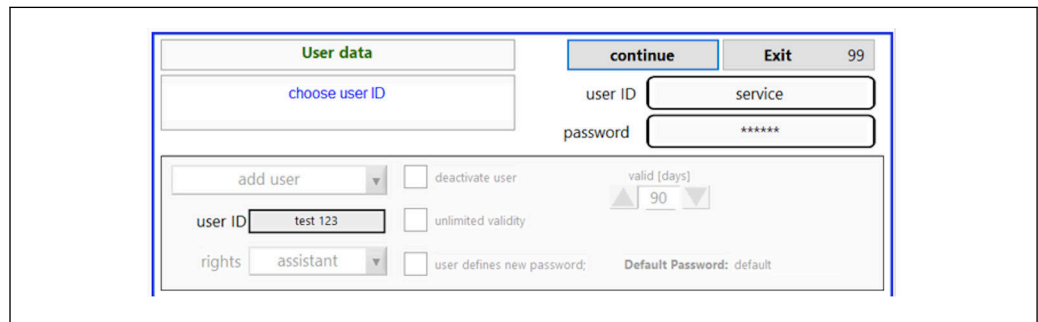 User data
continue
Exit 99
choose user ID
user ID service
password ******
add user
deactivate user
valid [days]
90
user ID test 123
unlimited validity
rights assistant
user defines new password;
Default Password: default